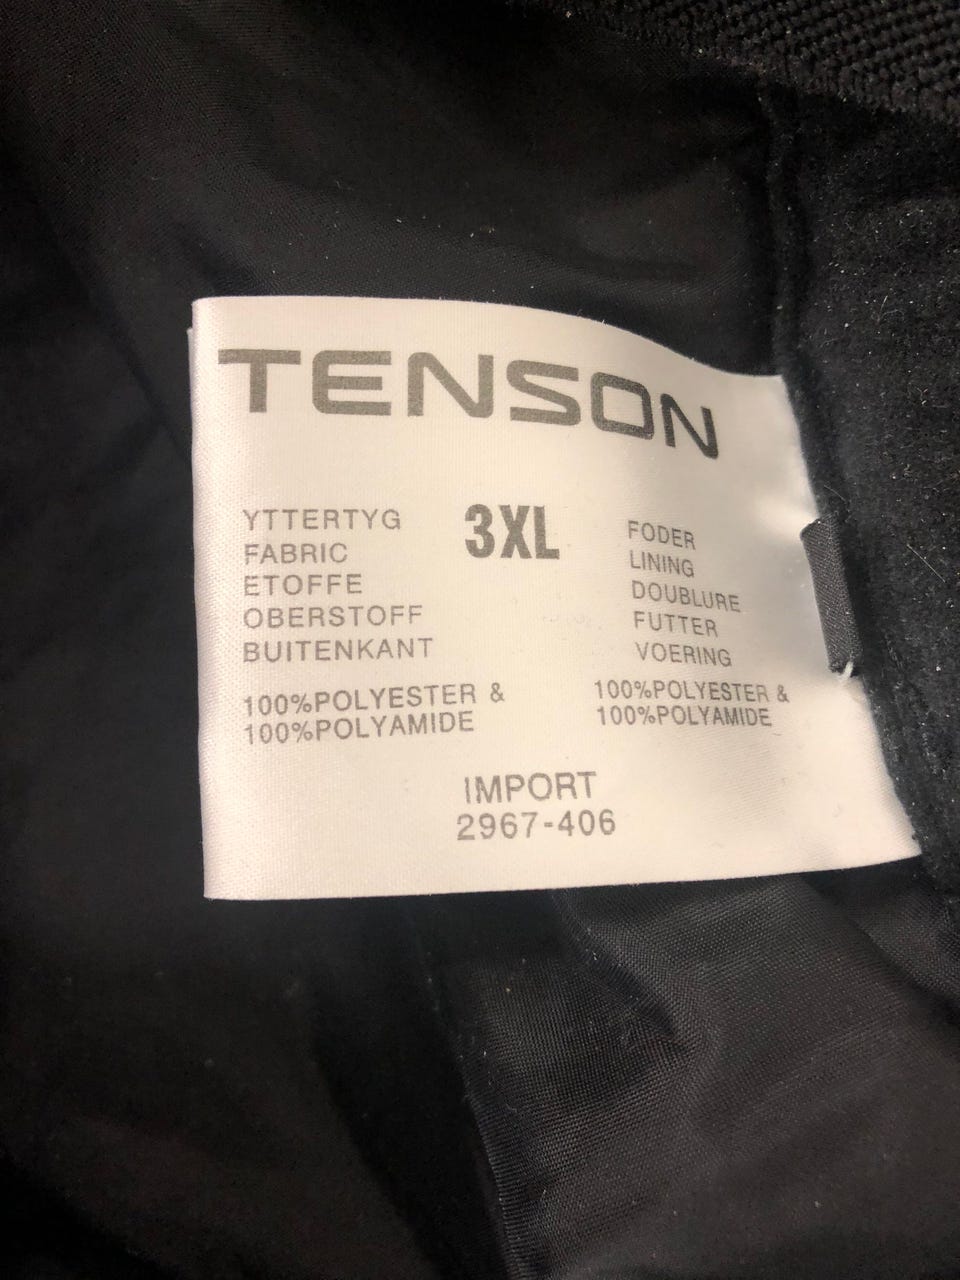 TENSON
3XL
YTTERTYG
FABRIC
ETOFFE
OBERSTOFF
BUITENKANT
100%POLYESTER &
100%POLYAMIDE
FODER
LINING
DOUBLURE
FUTTER
VOERING
100%POLYESTER &
100%POLYAMIDE
IMPORT
2967-406